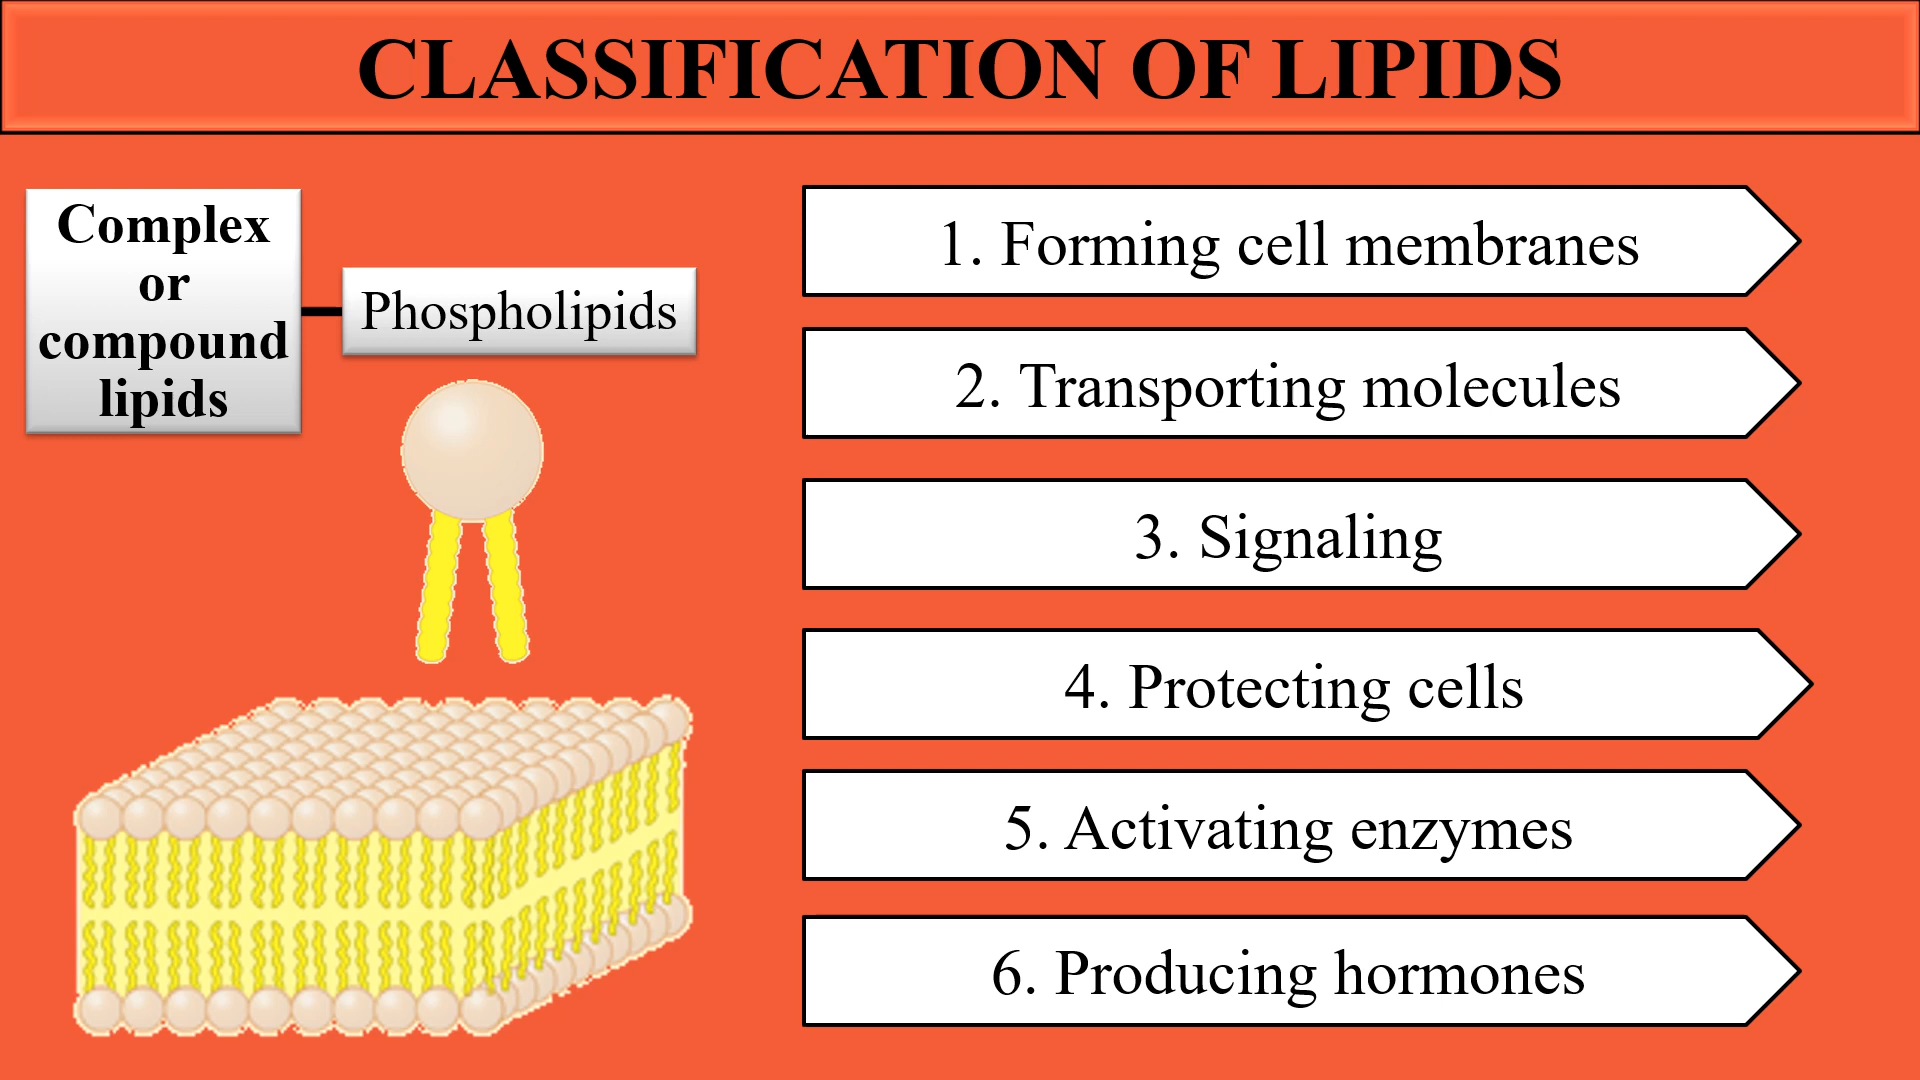 CLASSIFICATION OF LIPIDS
Complex
or
compound
lipids
Phospholipids
1. Forming cell membranes
2. Transporting molecules
3. Signaling
4. Protecting cells
5. Activating enzymes
6. Producing hormones